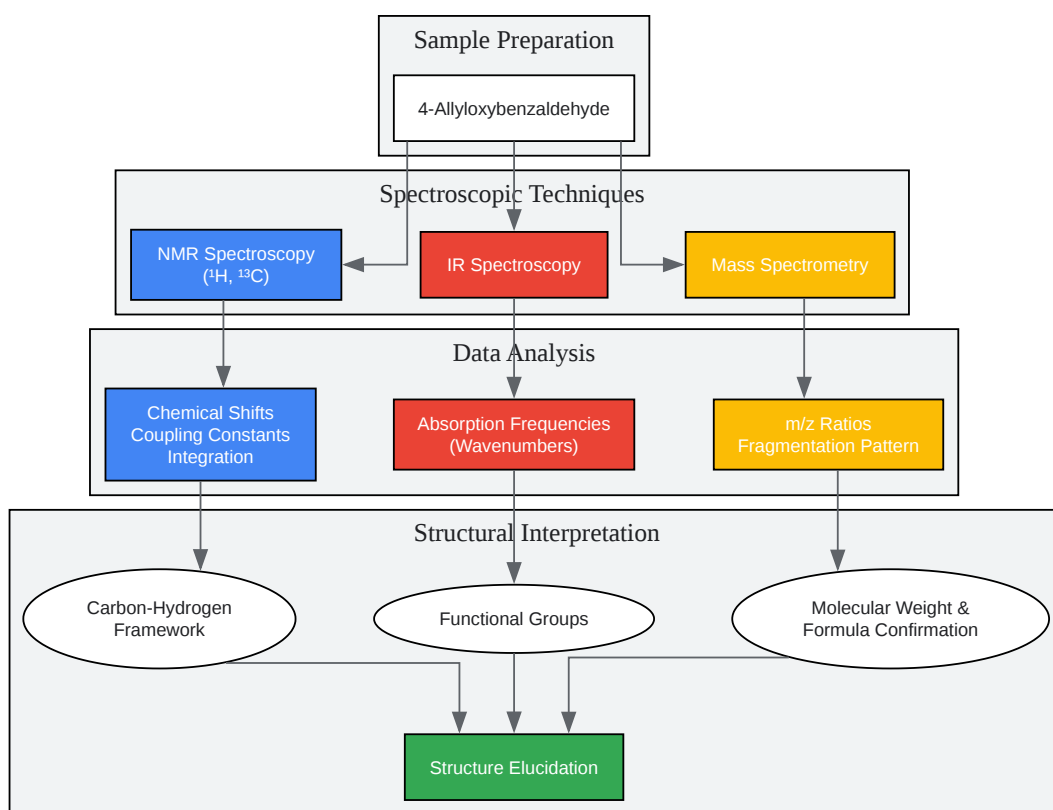 Sample Preparation
4-Allyloxybenzaldehyde
Spectroscopic Techniques
NMR Spectroscopy
(¹H, ¹³C)
IR Spectroscopy
Mass Spectrometry
Data Analysis
Chemical Shifts
Coupling Constants
Integration
Absorption Frequencies
(Wavenumbers)
m/z Ratios
Fragmentation Pattern
Structural Interpretation
Carbon-Hydrogen
Framework
Functional Groups
Molecular Weight &
Formula Confirmation
Structure Elucidation